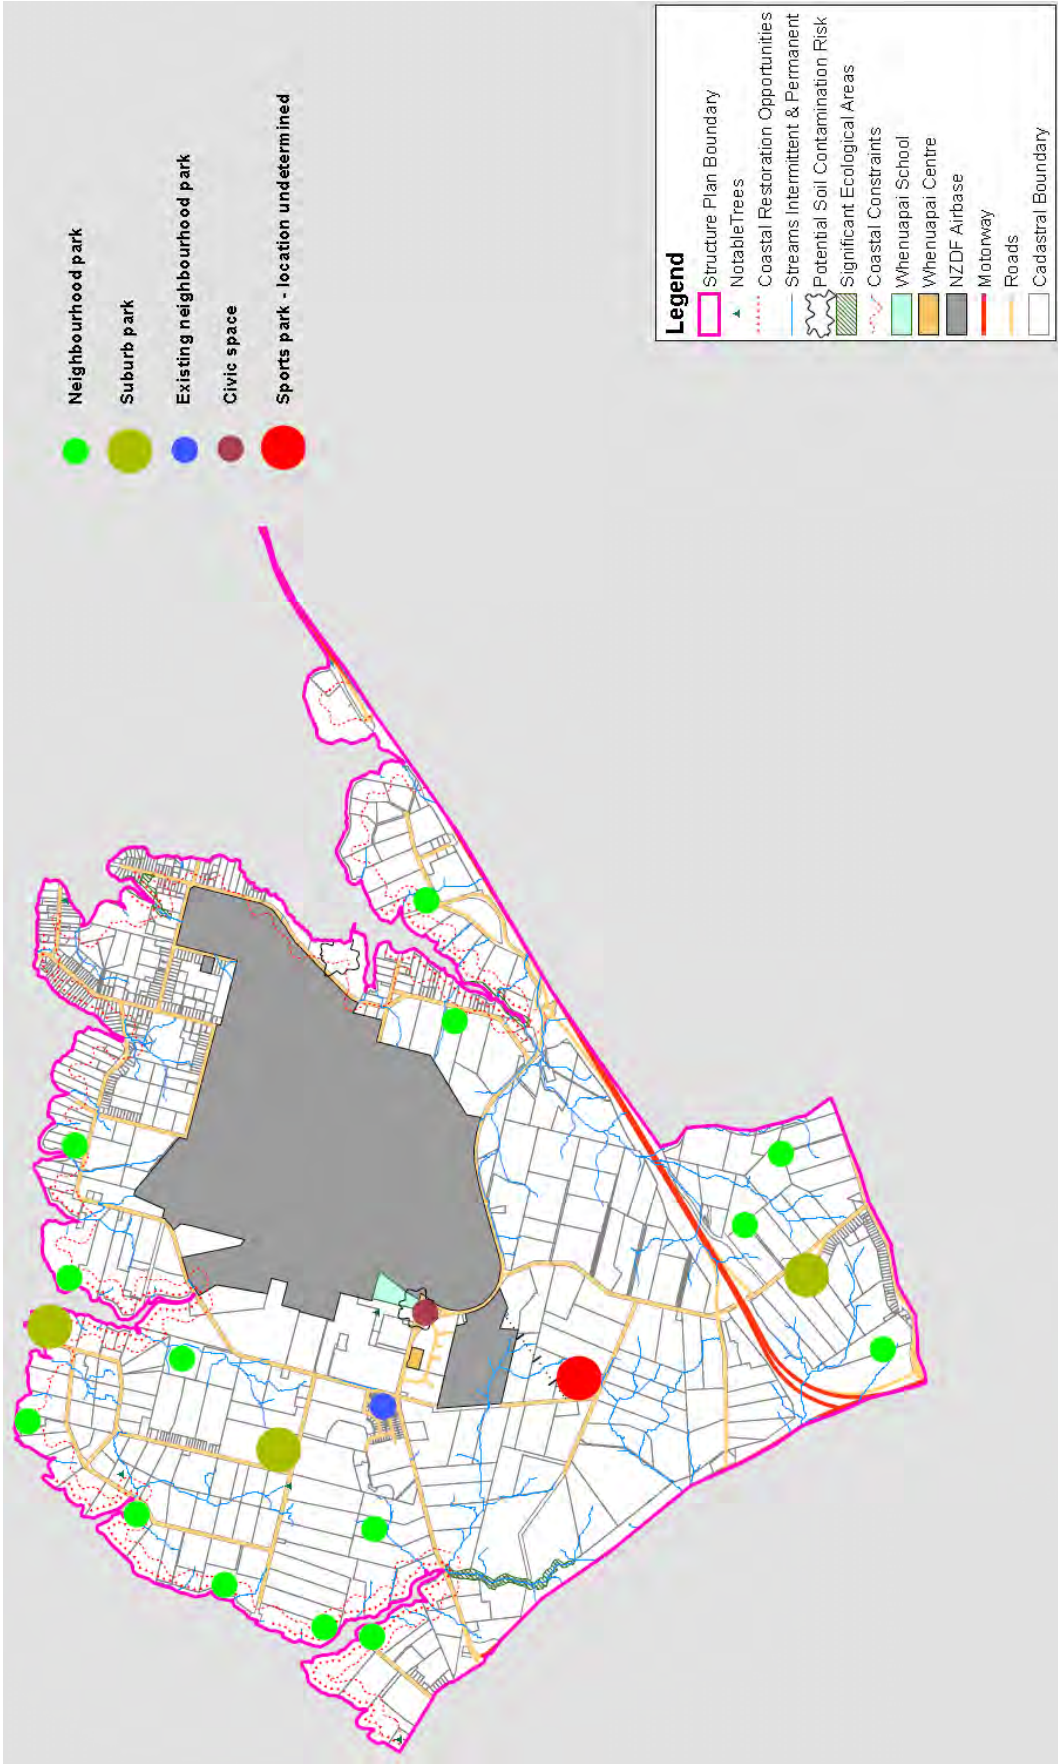 Neighbourhood park
Suburb park
Existing neighbourhood park
Civic space
Sports park - location undetermined
Legend
Structure Plan Boundary
NotableTrees
Coastal Restoration Opportunities
Streams Intermittent & Permanent
Potential Soil Contamination Risk
Significant Ecological Areas
Coastal Constraints
Whenuapai School
Whenuapai Centre
NZDF Airbase
Motorway
Roads
Cadastral Boundary